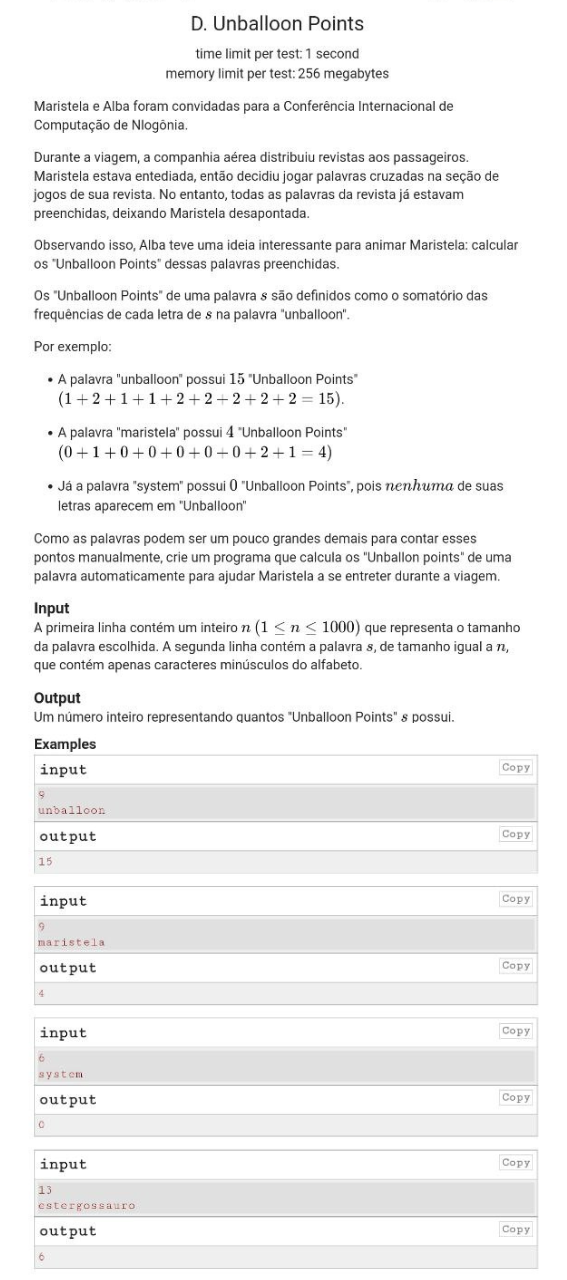 D. Unballoon Points
time limit per test: 1 second
memory limit per test: 256 megabytes
Maristela e Alba foram convidadas para a Conferência Internacional de
Computação de Nlogônia.
Durante a viagem, a companhia aérea distribuiu revistas aos passageiros.
Maristela estava entediada, então decidiu jogar palavras cruzadas na seção de
jogos de sua revista. No entanto, todas as palavras da revista já estavam
preenchidas, deixando Maristela desapontada.
Observando isso, Alba teve uma ideia interessante para animar Maristela: calcular
os "Unballoon Points" dessas palavras preenchidas.
Os "Unballoon Points" de uma palavra s são definidos como o somatório das
frequências de cada letra de s na palavra "unballoon".
Por exemplo:
• A palavra "unballoon" possui 15 "Unballoon Points"
(1 + 2 + 1 + 1 + 2 + 2 + 2 + 2 + 2 = 15).
• A palavra "maristela" possui 4 "Unballoon Points"
(0 + 1 + 0 + 0 + 0 + 0 + 0 + 2 + 1 = 4)
• Já a palavra "system" possui 0 "Unballoon Points", pois nenhuma de suas
letras aparecem em "Unballoon"
Como as palavras podem ser um pouco grandes demais para contar esses
pontos manualmente, crie um programa que calcula os "Unballon points" de uma
palavra automaticamente para ajudar Maristela a se entreter durante a viagem.
Input
A primeira linha contém um inteiro n (1 ≤ n ≤ 1000) que representa o tamanho
da palavra escolhida. A segunda linha contém a palavra s, de tamanho igual a n,
que contém apenas caracteres minúsculos do alfabeto.
Output
Um número inteiro representando quantos "Unballoon Points" s possui.
Examples
input Copy
9
unballoon
output Copy
15
input Copy
9
maristela
output Copy
4
input Copy
6
system
output Copy
0
input Copy
13
estergossauro
output Copy
6